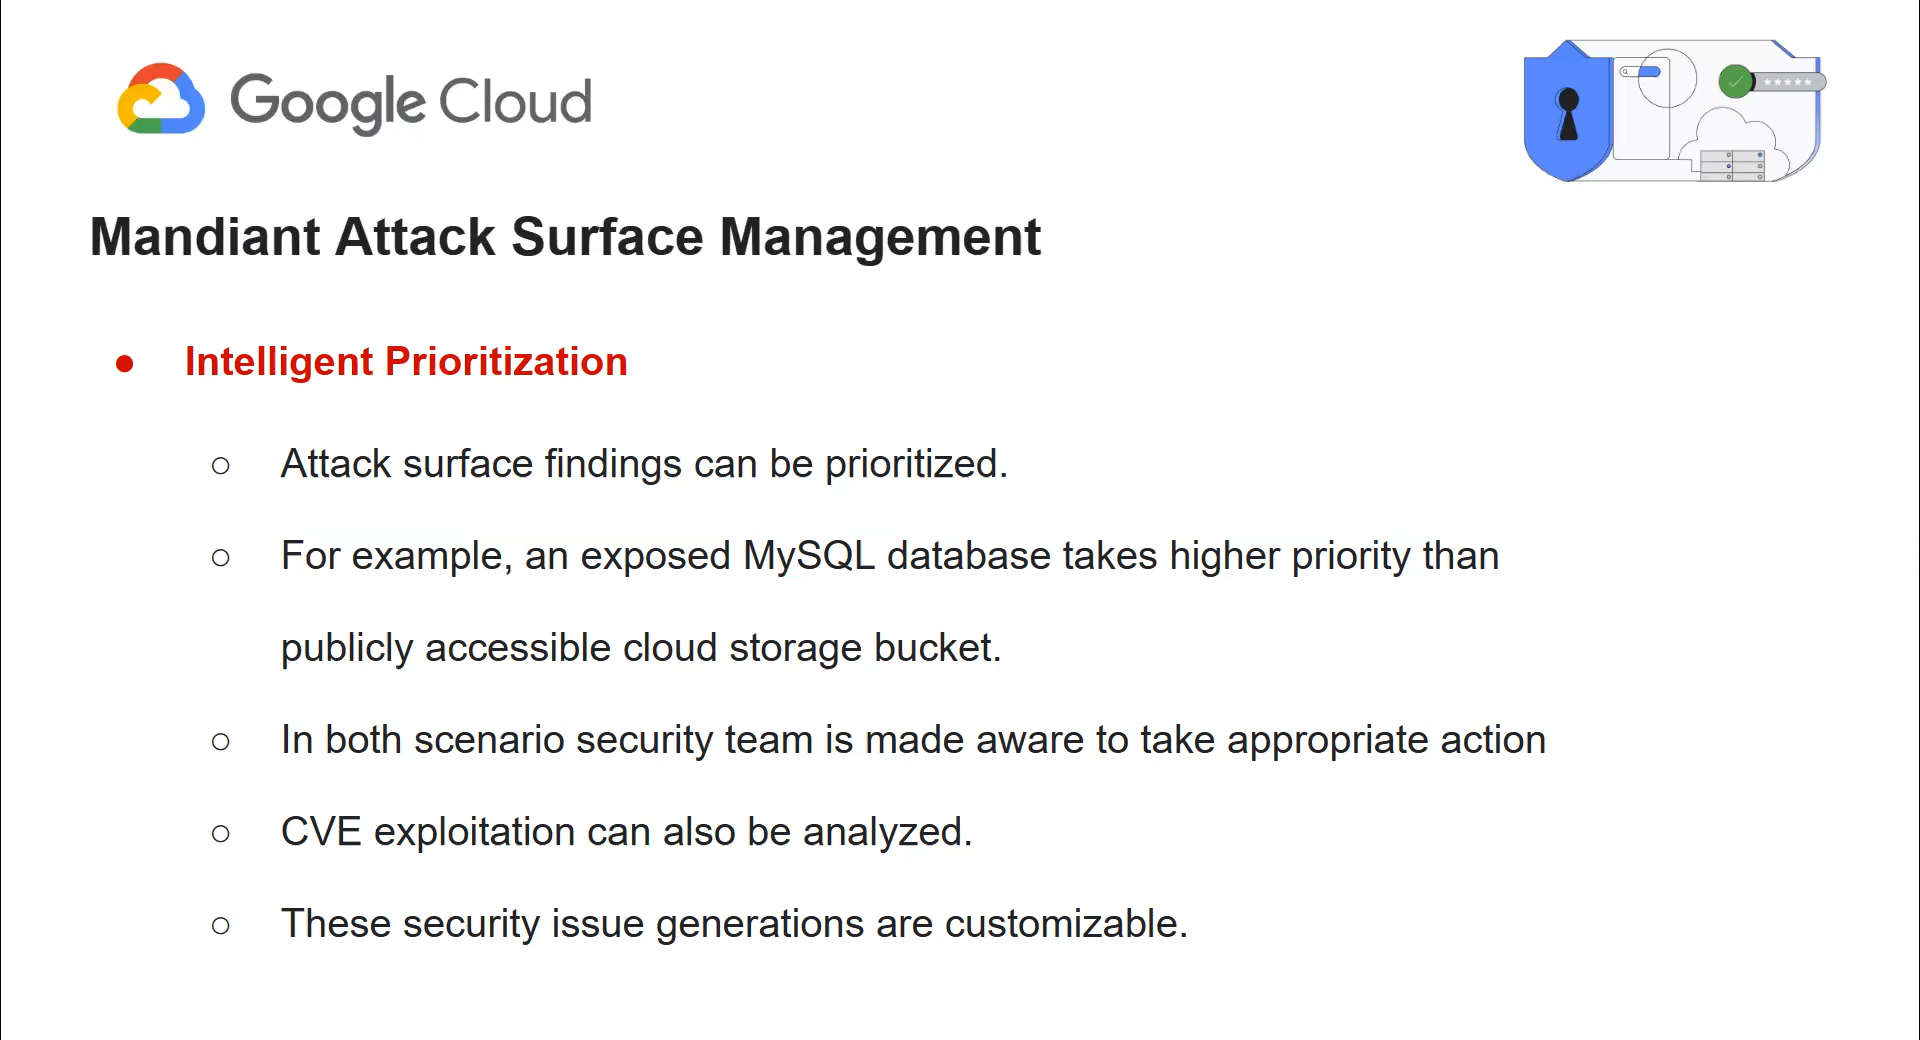 Google Cloud
Mandiant Attack Surface Management
● Intelligent Prioritization
○ Attack surface findings can be prioritized.
○ For example, an exposed MySQL database takes higher priority than
publicly accessible cloud storage bucket.
○ In both scenario security team is made aware to take appropriate action
○ CVE exploitation can also be analyzed.
○ These security issue generations are customizable.